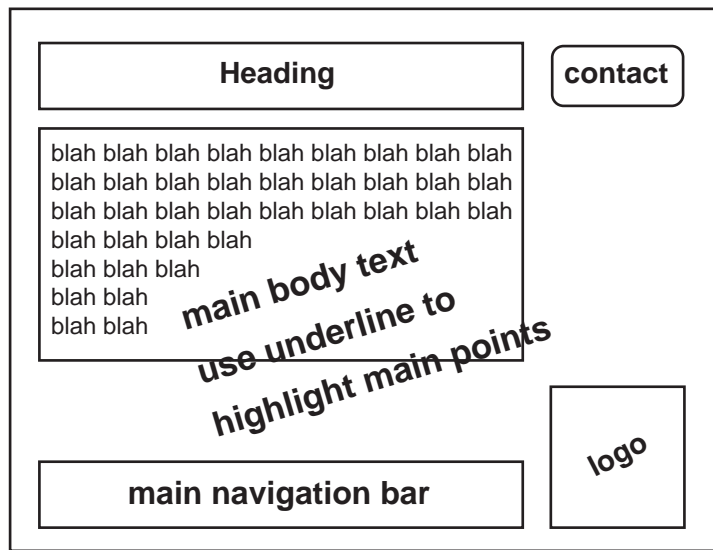 Heading
contact
blah blah blah blah blah blah blah blah blah
blah blah blah blah blah blah blah blah blah
blah blah blah blah blah blah blah blah blah
blah blah blah blah
blah blah blah
blah blah
blah blah
main body text
use underline to
highlight main points
logo
main navigation bar